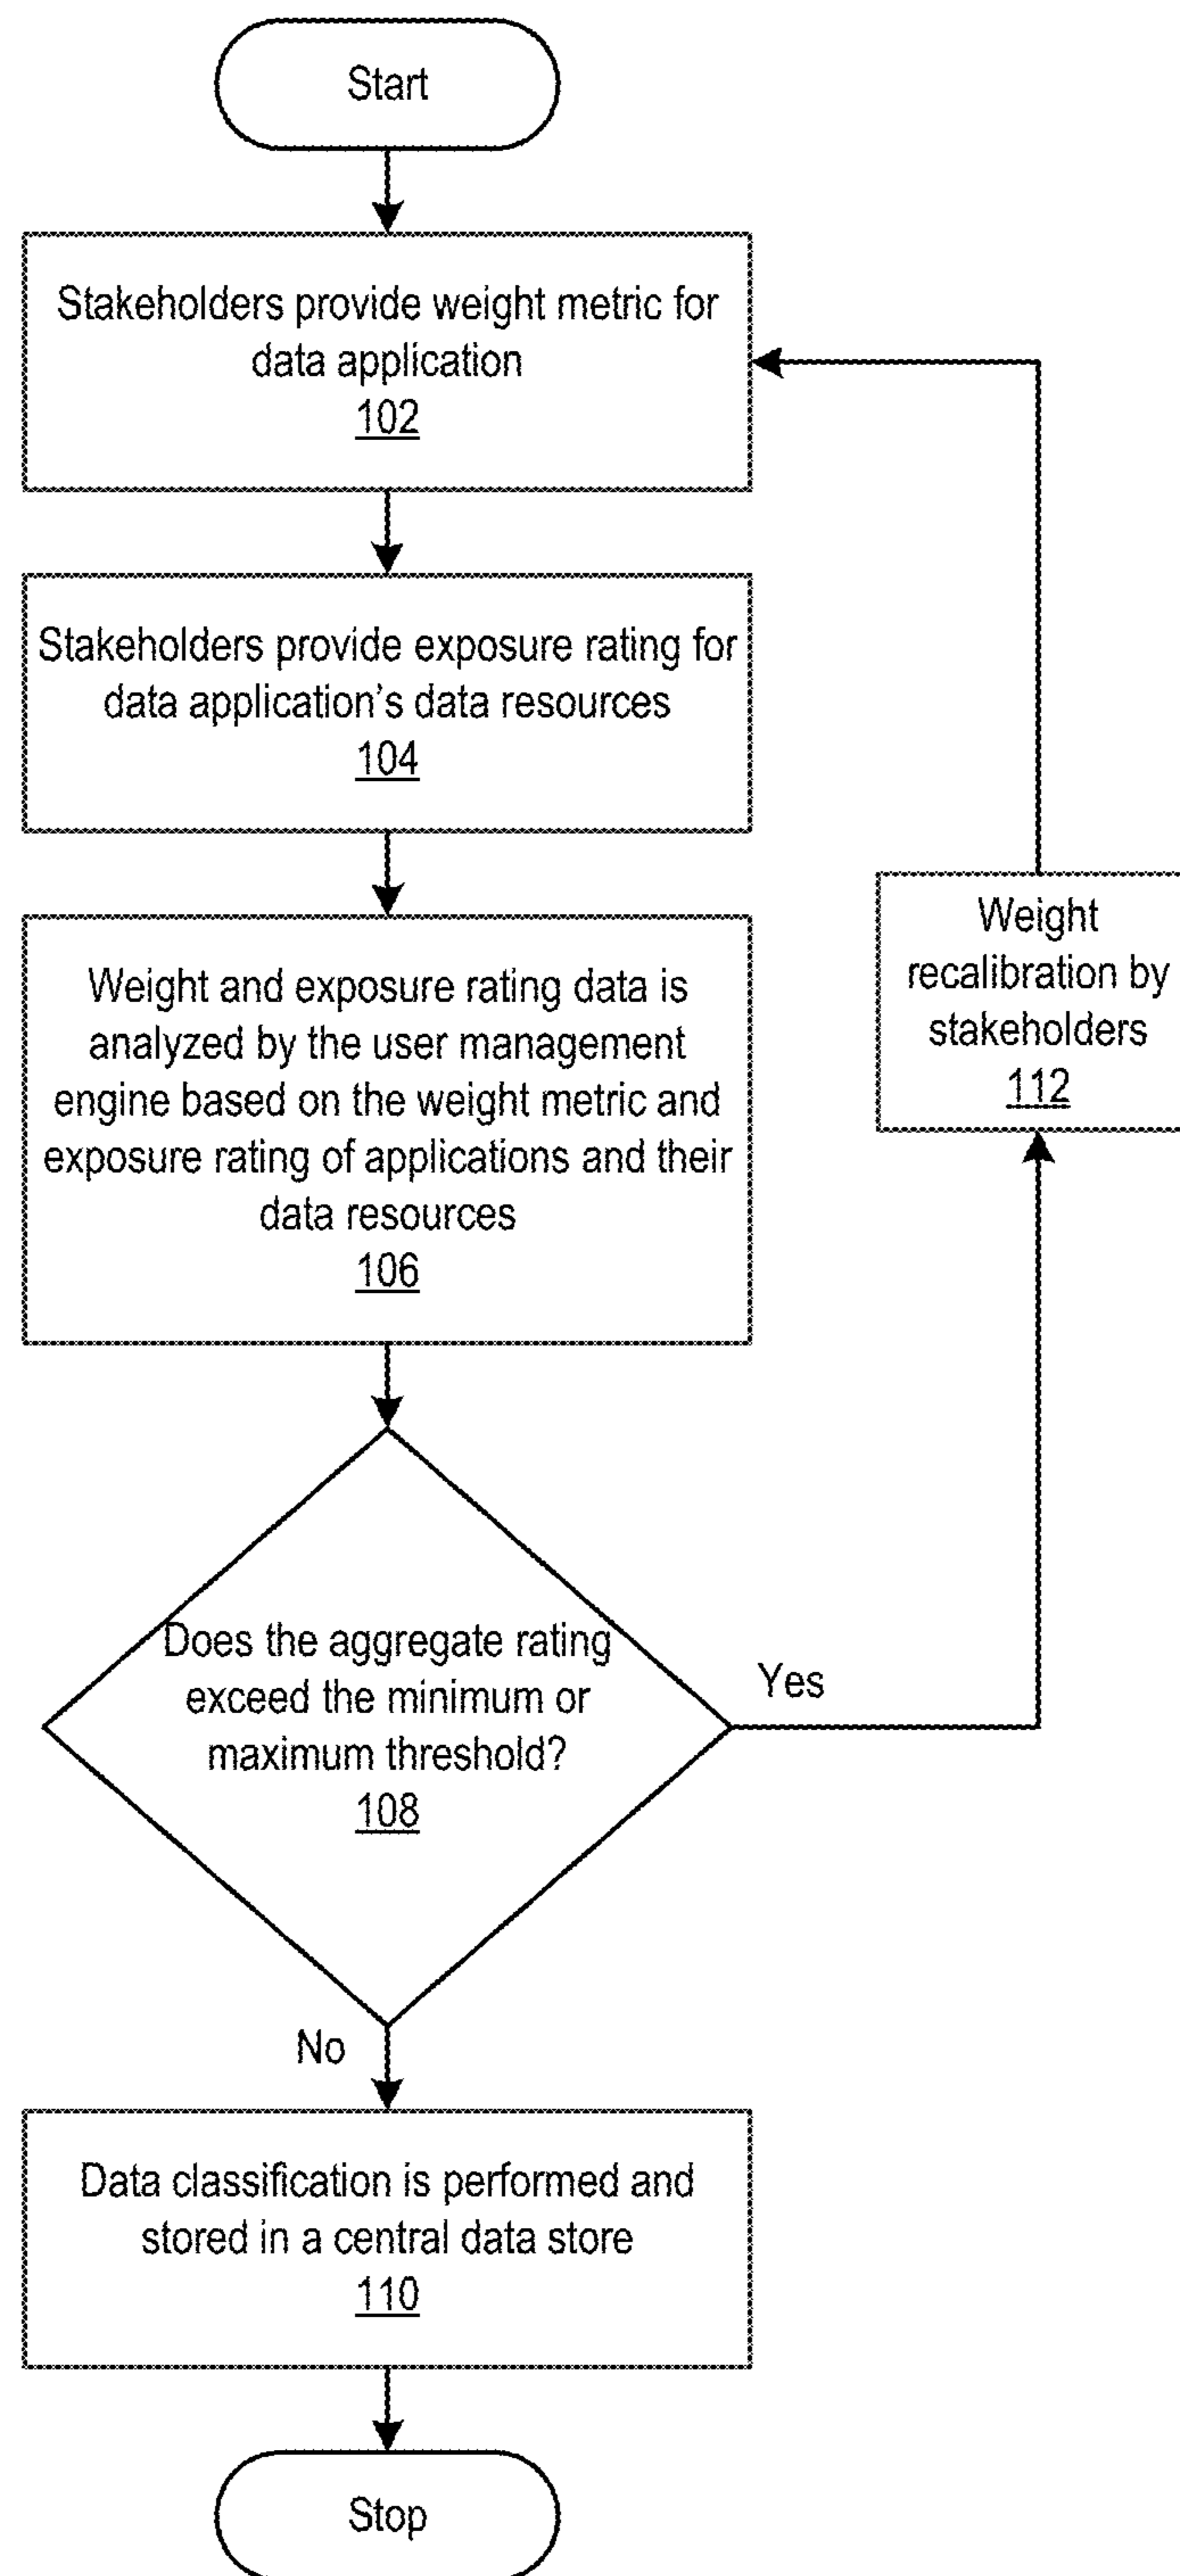 Start
Stakeholders provide weight metric for
data application
102
Stakeholders provide exposure rating for
data application's data resources
104
Weight and exposure rating data is
analyzed by the user management
engine based on the weight metric and
exposure rating of applications and their
data resources
106
Weight
recalibration by
stakeholders
112
Does the aggregate rating
exceed the minimum or
maximum threshold?
108
Yes
No
Data classification is performed and
stored in a central data store
110
Stop